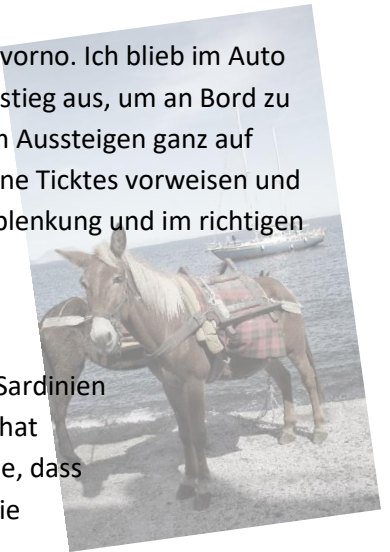 vorno. Ich blieb im Auto
stieg aus, um an Bord zu
n Aussteigen ganz auf
ne Ticktes vorweisen und
blenkung und im richtigen
Sardinien
hat
e, dass
ie